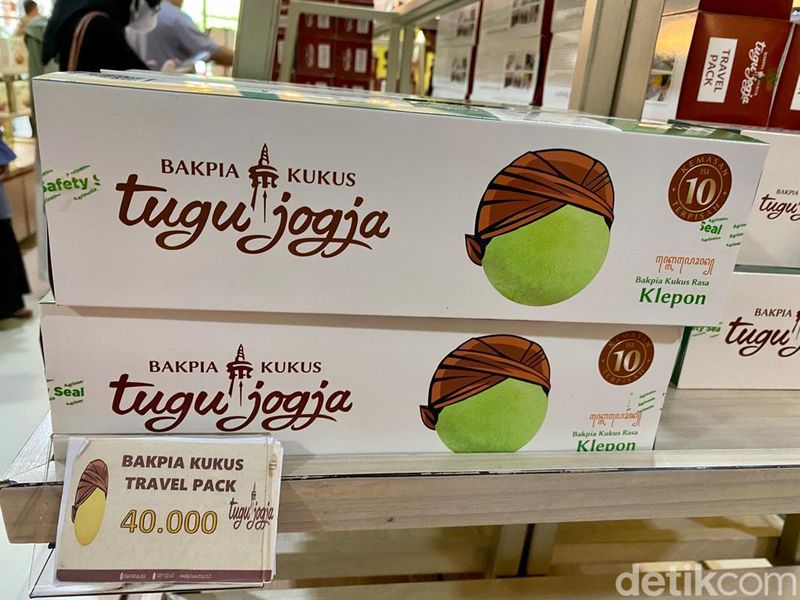 BAKPIA KUKUS
tugu jogja
Safety
KEMASAN
ISI
10
TERPISAH
Seal
Bakpia Kukus Rasa
Klepon
BAKPIA KUKUS
tugu jogja
Seal
10
Bakpia Kukus Rasa
Klepon
BAKPIA KUKUS
TRAVEL PACK
40.000
tugu jogja
TRAVEL
PACK
BAKPIA
tugu
BAKPIA
tugu
detikcom